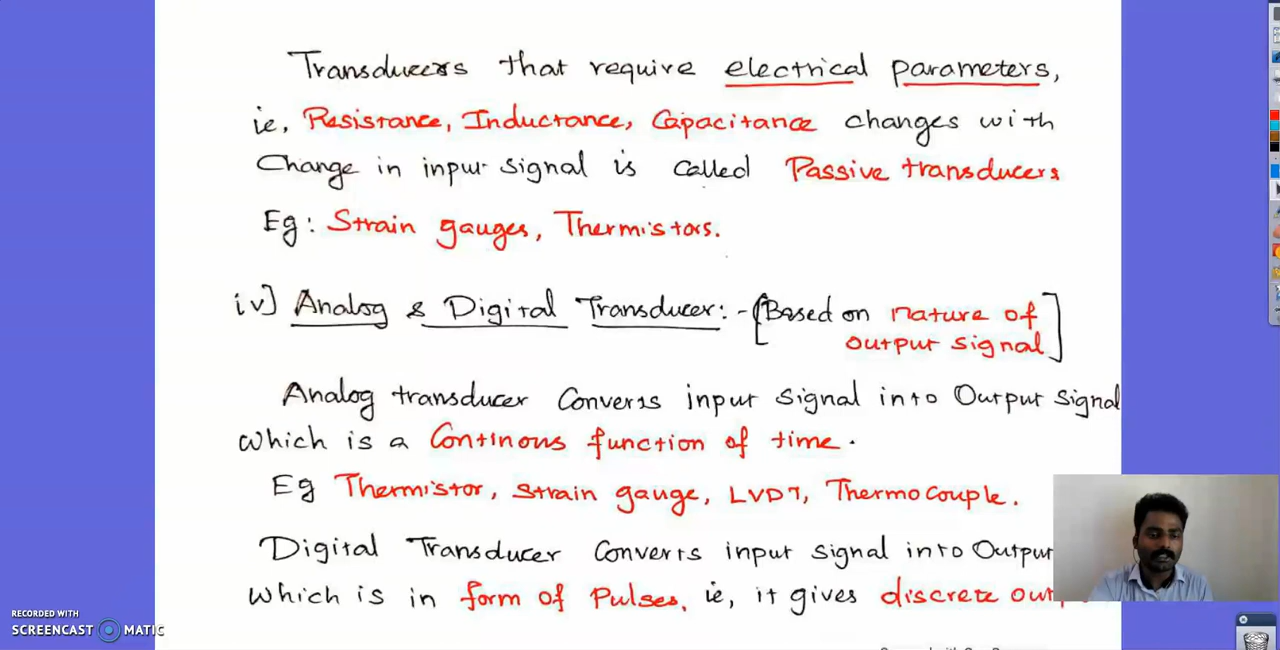 Transducers that require electrical parameters,
ie, Resistance, Inductance, Capacitance changes with
Change in input signal is called Passive transducers
Eg: Strain gauges, Thermistors.
iv] Analog & Digital Transducer: - [Based on nature of
output signal]
Analog transducer Converts input signal into Output signal
which is a Continous function of time.
Eg Thermistor, Strain gauge, LVDT, Thermocouple.
Digital Transducer Converts input signal into Output
which is in form of Pulses, ie, it gives discrete
RECORDED WITH
SCREENCAST MATIC